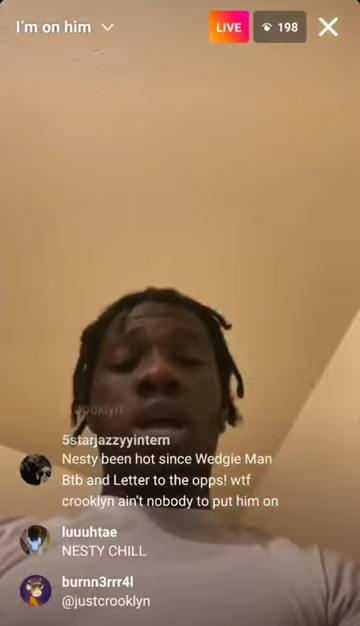 I'm on him
LIVE
198
crooklyn
5starjazzyyintern
Nesty been hot since Wedgie Man
Btb and Letter to the opps! wtf
crooklyn ain't nobody to put him on
luuuhtae
NESTY CHILL
burnn3rrr4l
@justcrooklyn